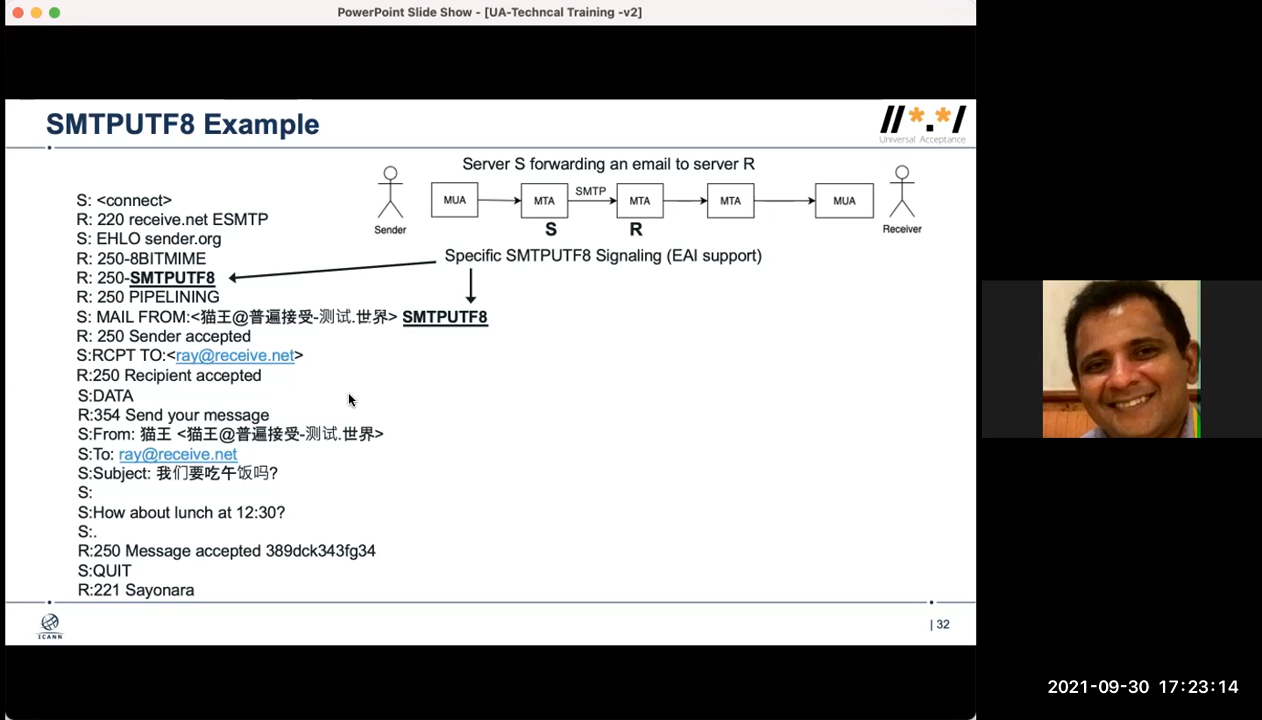 PowerPoint Slide Show - [UA-Techncal Training -v2]
SMTPUTF8 Example
//*.*/
Universal Acceptance
Server S forwarding an email to server R
Sender
MUA
MTA
SMTP
MTA
MTA
MUA
Receiver
S
R
Specific SMTPUTF8 Signaling (EAI support)
S: <connect>
R: 220 receive.net ESMTP
S: EHLO sender.org
R: 250-8BITMIME
R: 250-SMTPUTF8
R: 250 PIPELINING
S: MAIL FROM:<猫王@普遍接受-测试.世界> SMTPUTF8
R: 250 Sender accepted
S:RCPT TO:<ray@receive.net>
R:250 Recipient accepted
S:DATA
R:354 Send your message
S:From: 猫王 <猫王@普遍接受-测试.世界>
S:To: ray@receive.net
S:Subject: 我们要吃午饭吗?
S:
S:How about lunch at 12:30?
S:.
R:250 Message accepted 389dck343fg34
S:QUIT
R:221 Sayonara
ICANN
| 32
2021-09-30 17:23:14